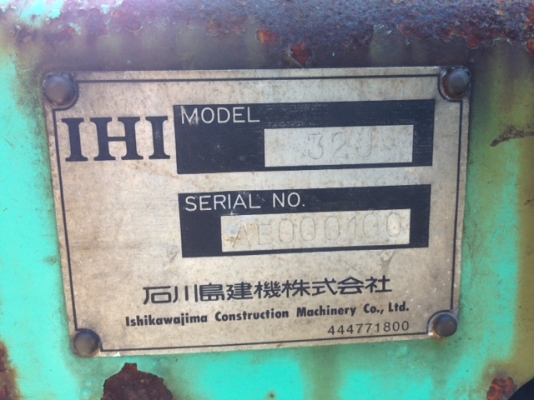 IHI
MODEL
SERIAL NO.
石川島建機株式会社
Ishikawajima Construction Machinery Co., Ltd.
444771800